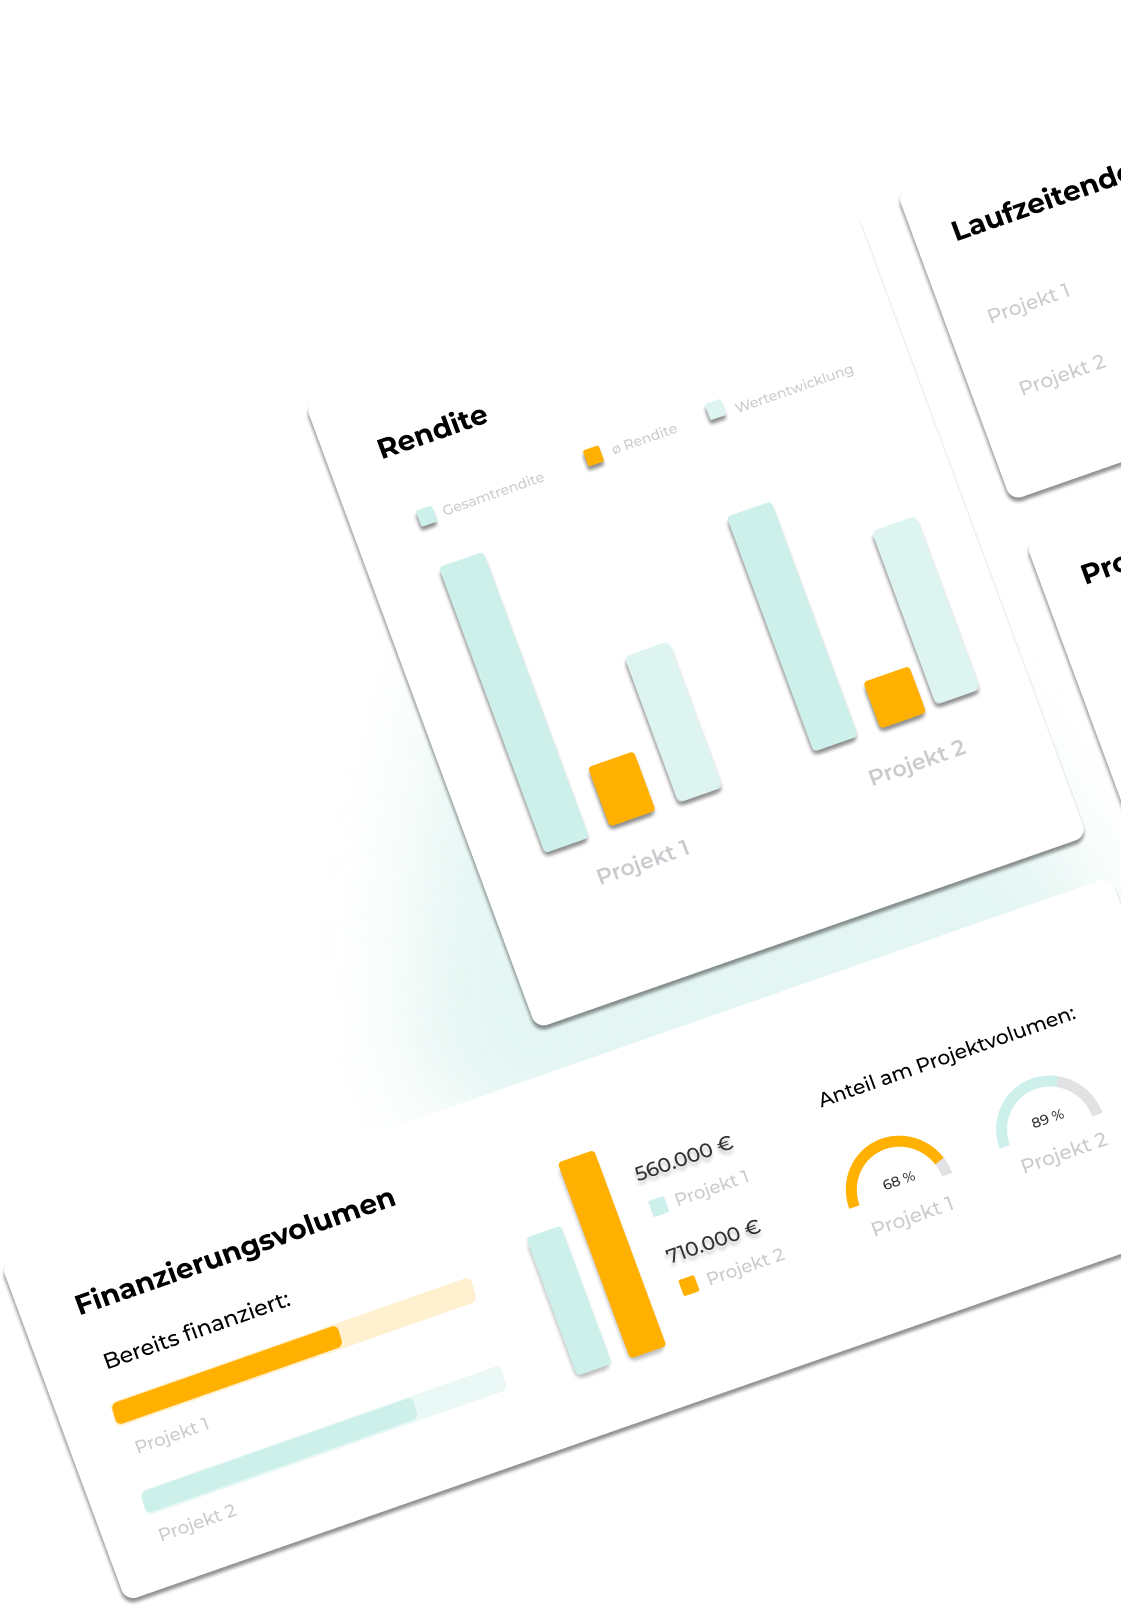 Rendite
Gesamtrendite
ø Rendite
Wertentwicklung
Projekt 1
Projekt 2
Laufzeitende
Projekt 1
Projekt 2
Pro
Finanzierungsvolumen
Bereits finanziert:
Projekt 1
Projekt 2
560.000 €
Projekt 1
710.000 €
Projekt 2
Anteil am Projektvolumen:
68 %
Projekt 1
89 %
Projekt 2